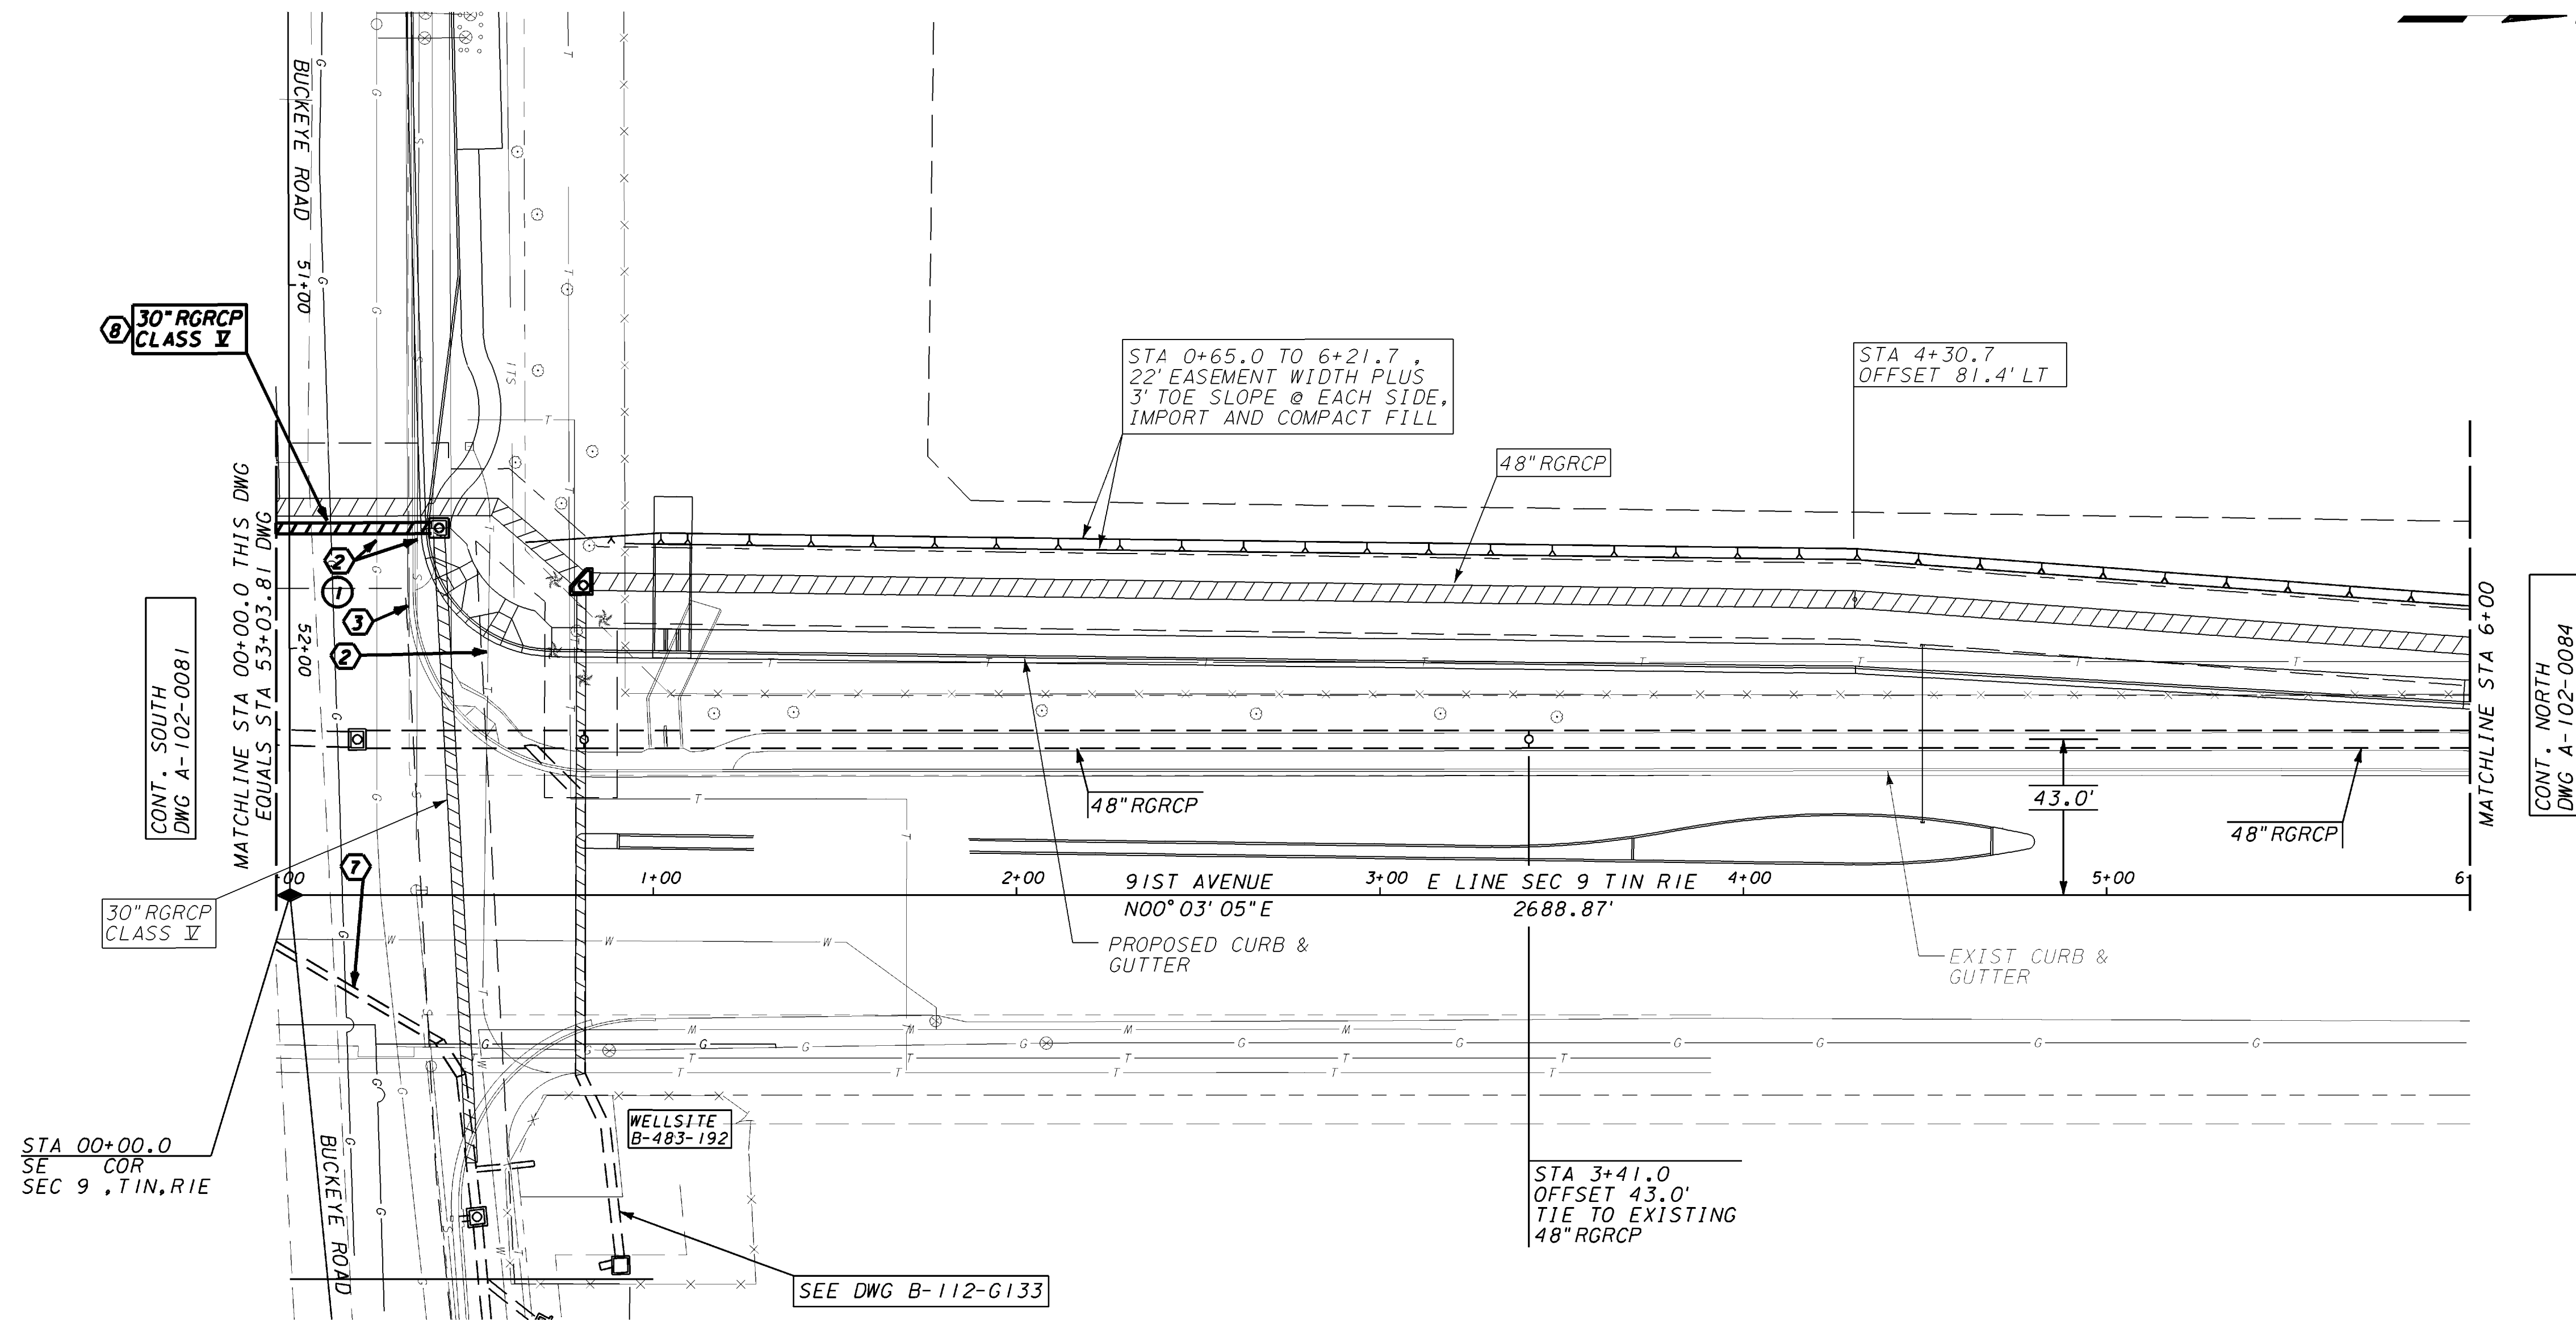 BUCKEYE ROAD
51+00
52+00
8
30" RGRCP
CLASS V
ITS
STA 0+65.0 TO 6+21.7 ,
22' EASEMENT WIDTH PLUS
3' TOE SLOPE @ EACH SIDE,
IMPORT AND COMPACT FILL
STA 4+30.7
OFFSET 81.4' LT
48" RGRCP
CONT. SOUTH
DWG A-102-0081
MATCHLINE STA 00+00.0 THIS DWG
EQUALS STA 53+03.81 DWG
2
1
3
2
7
MATCHLINE STA 6+00
CONT. NORTH
DWG A-102-0084
48" RGRCP
43.0'
48" RGRCP
00
1+00
2+00
91ST AVENUE
3+00
E LINE SEC 9 T1N R1E
4+00
5+00
6+
N00° 03' 05" E
2688.87'
30" RGRCP
CLASS V
PROPOSED CURB &
GUTTER
EXIST CURB &
GUTTER
WELLSITE
B-483-192
STA 00+00.0
SE COR
SEC 9 , T1N, R1E
BUCKEYE ROAD
STA 3+41.0
OFFSET 43.0'
TIE TO EXISTING
48" RGRCP
SEE DWG B-112-G133